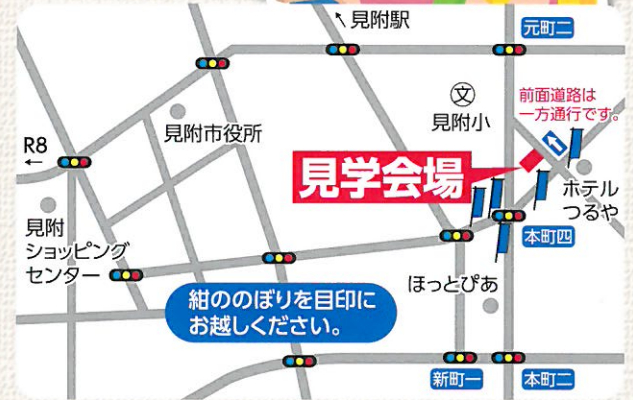 見附駅
元町二
文
見附小
前面道路は
一方通行です。
見附市役所
R8
見学会場
ホテル
つるや
見附
ショッピング
センター
本町四
ほっとぴあ
紺ののぼりを目印に
お越しください。
新町一
本町二